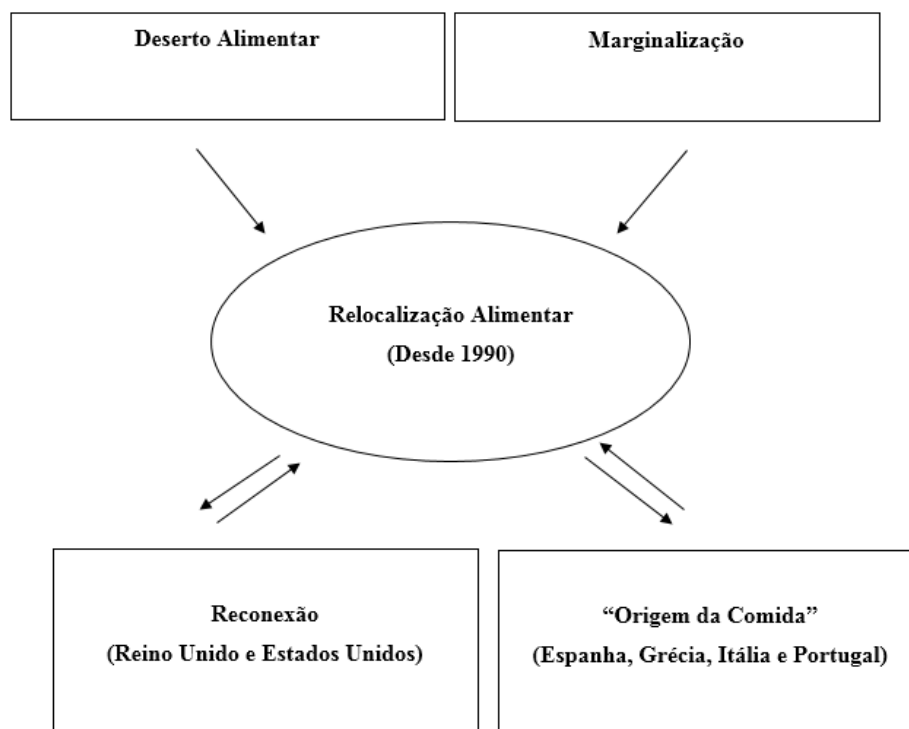 Deserto Alimentar
Marginalização
Relocalização Alimentar
(Desde 1990)
Reconexão
(Reino Unido e Estados Unidos)
“Origem da Comida”
(Espanha, Grécia, Itália e Portugal)